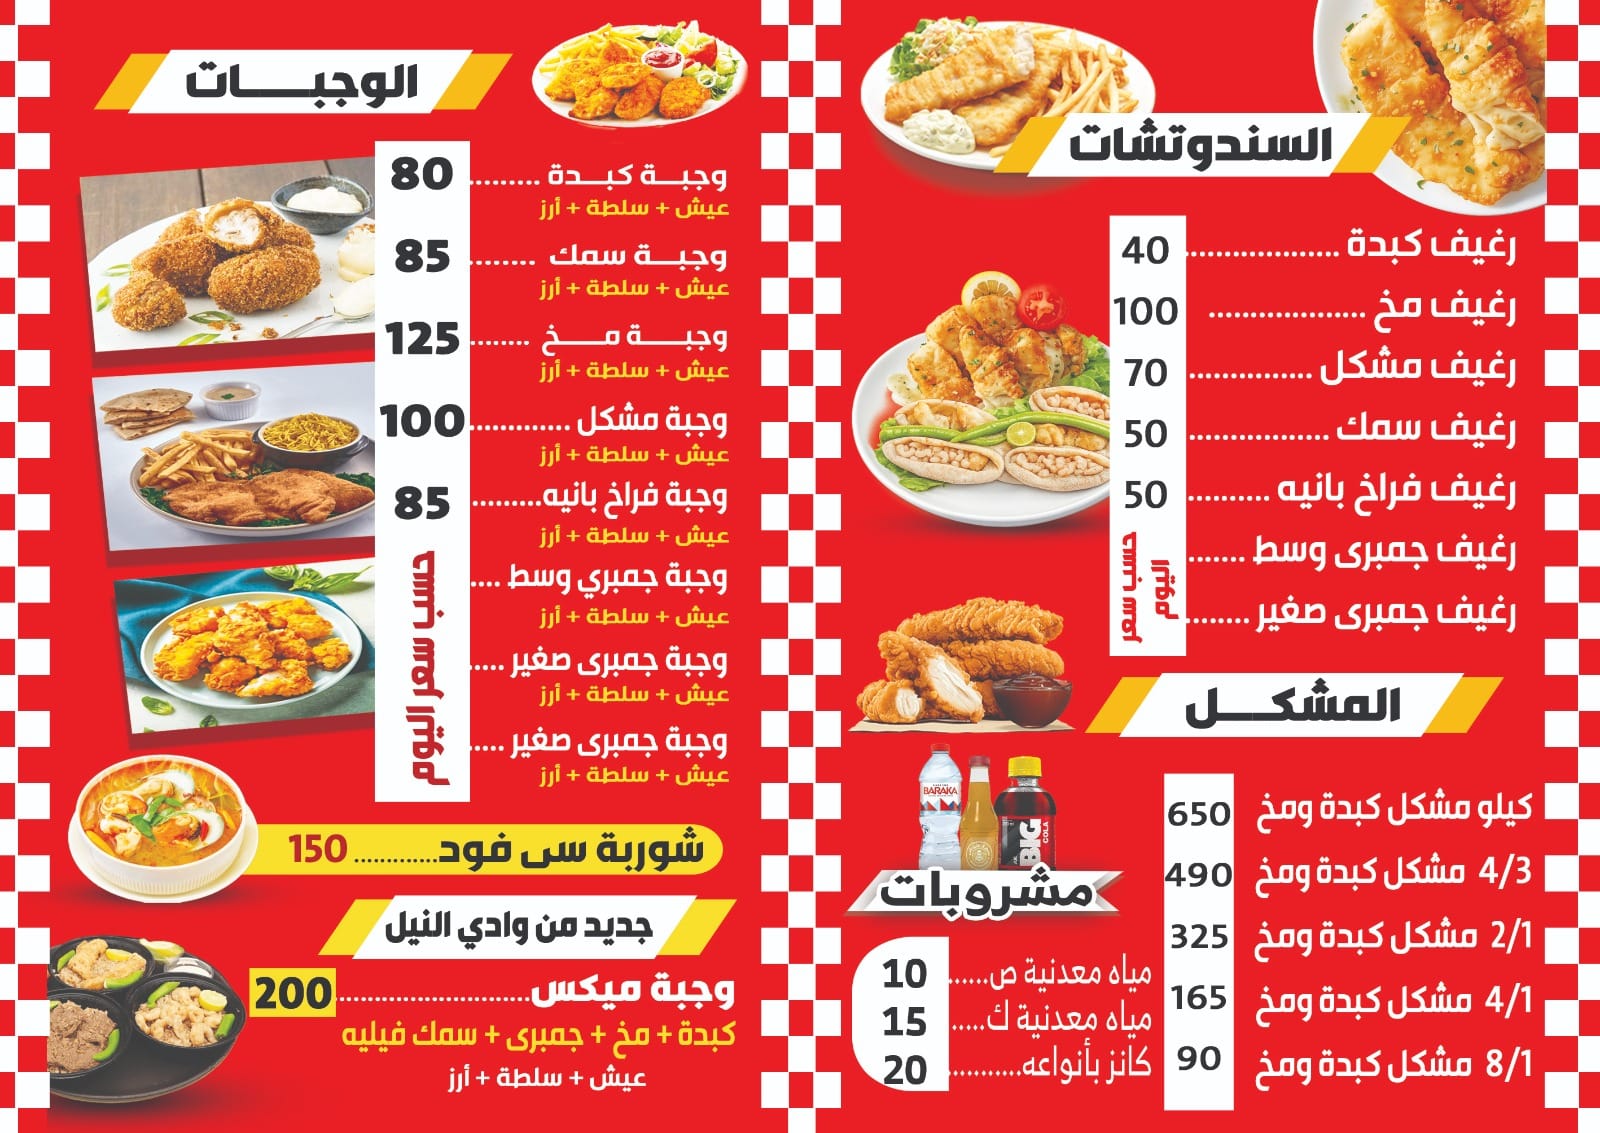 السندوتشات
رغيف كبدة .................. 40
رغيف مخ .................. 100
رغيف مشكل .............. 70
رغيف سمك ................ 50
رغيف فراخ بانيه .......... 50
رغيف جمبرى وسط .......
رغيف جمبرى صغير ........
حسب سعر
اليوم
المشكــــل
كيلو مشكل كبدة ومخ 650
4/3 مشكل كبدة ومخ 490
2/1 مشكل كبدة ومخ 325
4/1 مشكل كبدة ومخ 165
8/1 مشكل كبدة ومخ 90
BARAKA
BIG
COLA
مشروبات
مياه معدنية ص...... 10
مياه معدنية ك..... 15
كانز بأنواعه........... 20
الوجبــــات
وجبــة كبــدة ......... 80
عيش + سلطة + أرز
وجبــة سمك ........ 85
عيش + سلطة + أرز
وجبــــة مــــخ ........ 125
عيش + سلطة + أرز
وجبة مشكل ............ 100
عيش + سلطة + أرز
وجبة فراخ بانيه......... 85
عيش + سلطة + أرز
وجبة جمبري وسط ....
عيش + سلطة + أرز
وجبة جمبرى صغير .....
عيش + سلطة + أرز
وجبة جمبرى صغير .....
عيش + سلطة + أرز
حسب سعر اليوم
شوربة سى فود............. 150
جديد من وادي النيل
وجبة ميكس....................... 200
كبدة + مخ + جمبرى + سمك فيليه
عيش + سلطة + أرز